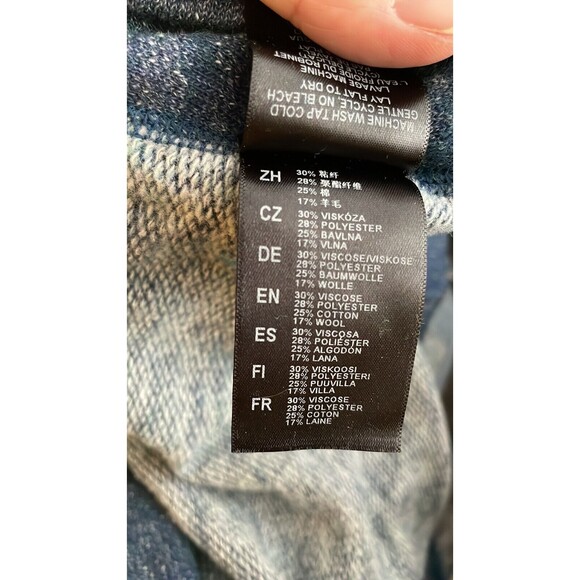 MACHINE WASH TAP COLD
GENTLE CYCLE, NO BLEACH
LAY FLAT TO DRY
LAVAGE MACHINE
L'EAU FROIDE MACHINE
(CYCLE DU ROBINET
ZH 30% 粘纤
28% 聚酯纤维
25% 棉
17% 羊毛
CZ 30% VISKÓZA
28% POLYESTER
25% BAVLNA
17% VLNA
DE 30% VISCOSE/VISKOSE
28% POLYESTER
25% BAUMWOLLE
17% WOLLE
EN 30% VISCOSE
28% POLYESTER
25% COTTON
17% WOOL
ES 30% VISCOSA
28% POLIÉSTER
25% ALGODÓN
17% LANA
FI 30% VISKOOSI
28% POLYESTERI
25% PUUVILLA
17% VILLA
FR 30% VISCOSE
28% POLYESTER
25% COTON
17% LAINE